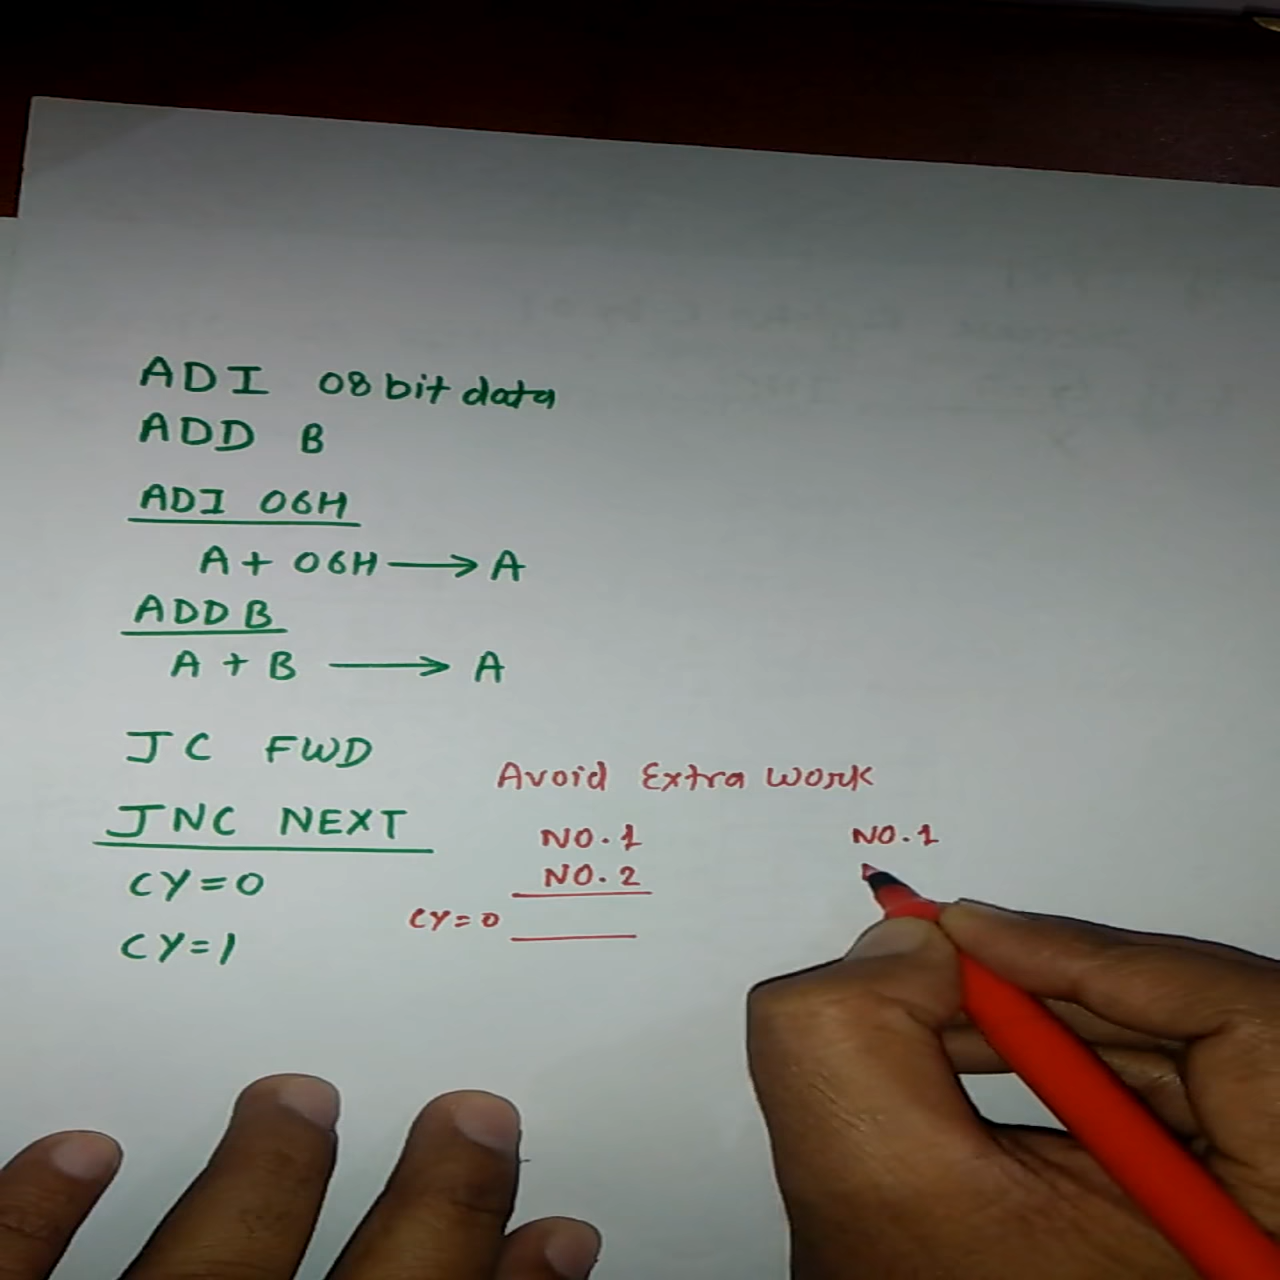 ADI 08 bit data
ADD B
ADI 06H
A + 06H → A
ADD B
A + B → A
JC FWD
JNC NEXT
CY=0
CY=1
Avoid Extra Work
NO.1
NO.2
CY=0
NO.1